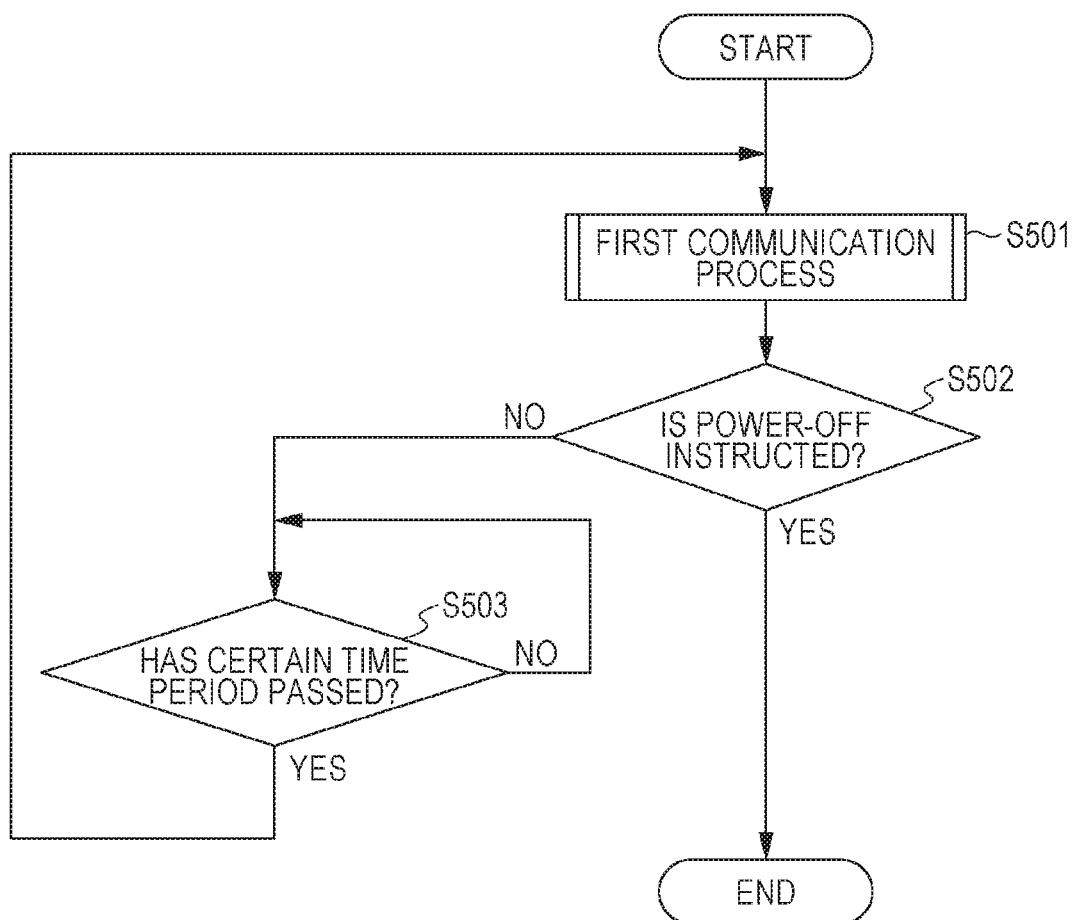 START
FIRST COMMUNICATION
PROCESS
S501
S502
NO
IS POWER-OFF
INSTRUCTED?
YES
S503
HAS CERTAIN TIME
PERIOD PASSED?
NO
YES
END